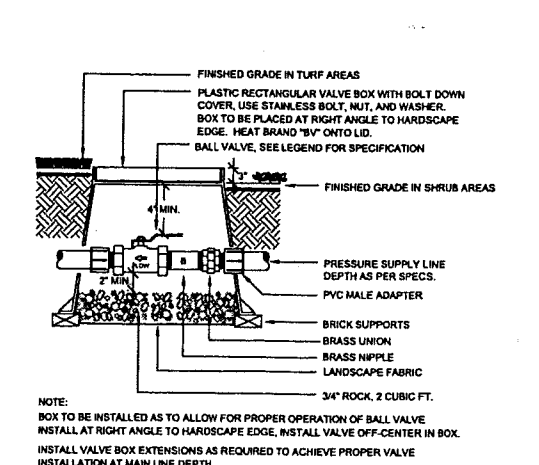 FINISHED GRADE IN TURF AREAS
PLASTIC RECTANGULAR VALVE BOX WITH BOLT DOWN
COVER, USE STAINLESS BOLT, NUT, AND WASHER.
BOX TO BE PLACED AT RIGHT ANGLE TO HARDSCAPE
EDGE. HEAT BRAND "BV" ONTO LID.
BALL VALVE, SEE LEGEND FOR SPECIFICATION
3"
FINISHED GRADE IN SHRUB AREAS
4" MIN.
FLOW
B
2" MIN
PRESSURE SUPPLY LINE
DEPTH AS PER SPECS.
PVC MALE ADAPTER
BRICK SUPPORTS
BRASS UNION
BRASS NIPPLE
LANDSCAPE FABRIC
3/4" ROCK, 2 CUBIC FT.
NOTE:
BOX TO BE INSTALLED AS TO ALLOW FOR PROPER OPERATION OF BALL VALVE
INSTALL AT RIGHT ANGLE TO HARDSCAPE EDGE, INSTALL VALVE OFF-CENTER IN BOX.
INSTALL VALVE BOX EXTENSIONS AS REQUIRED TO ACHIEVE PROPER VALVE
INSTALLATION AT MAIN LINE DEPTH